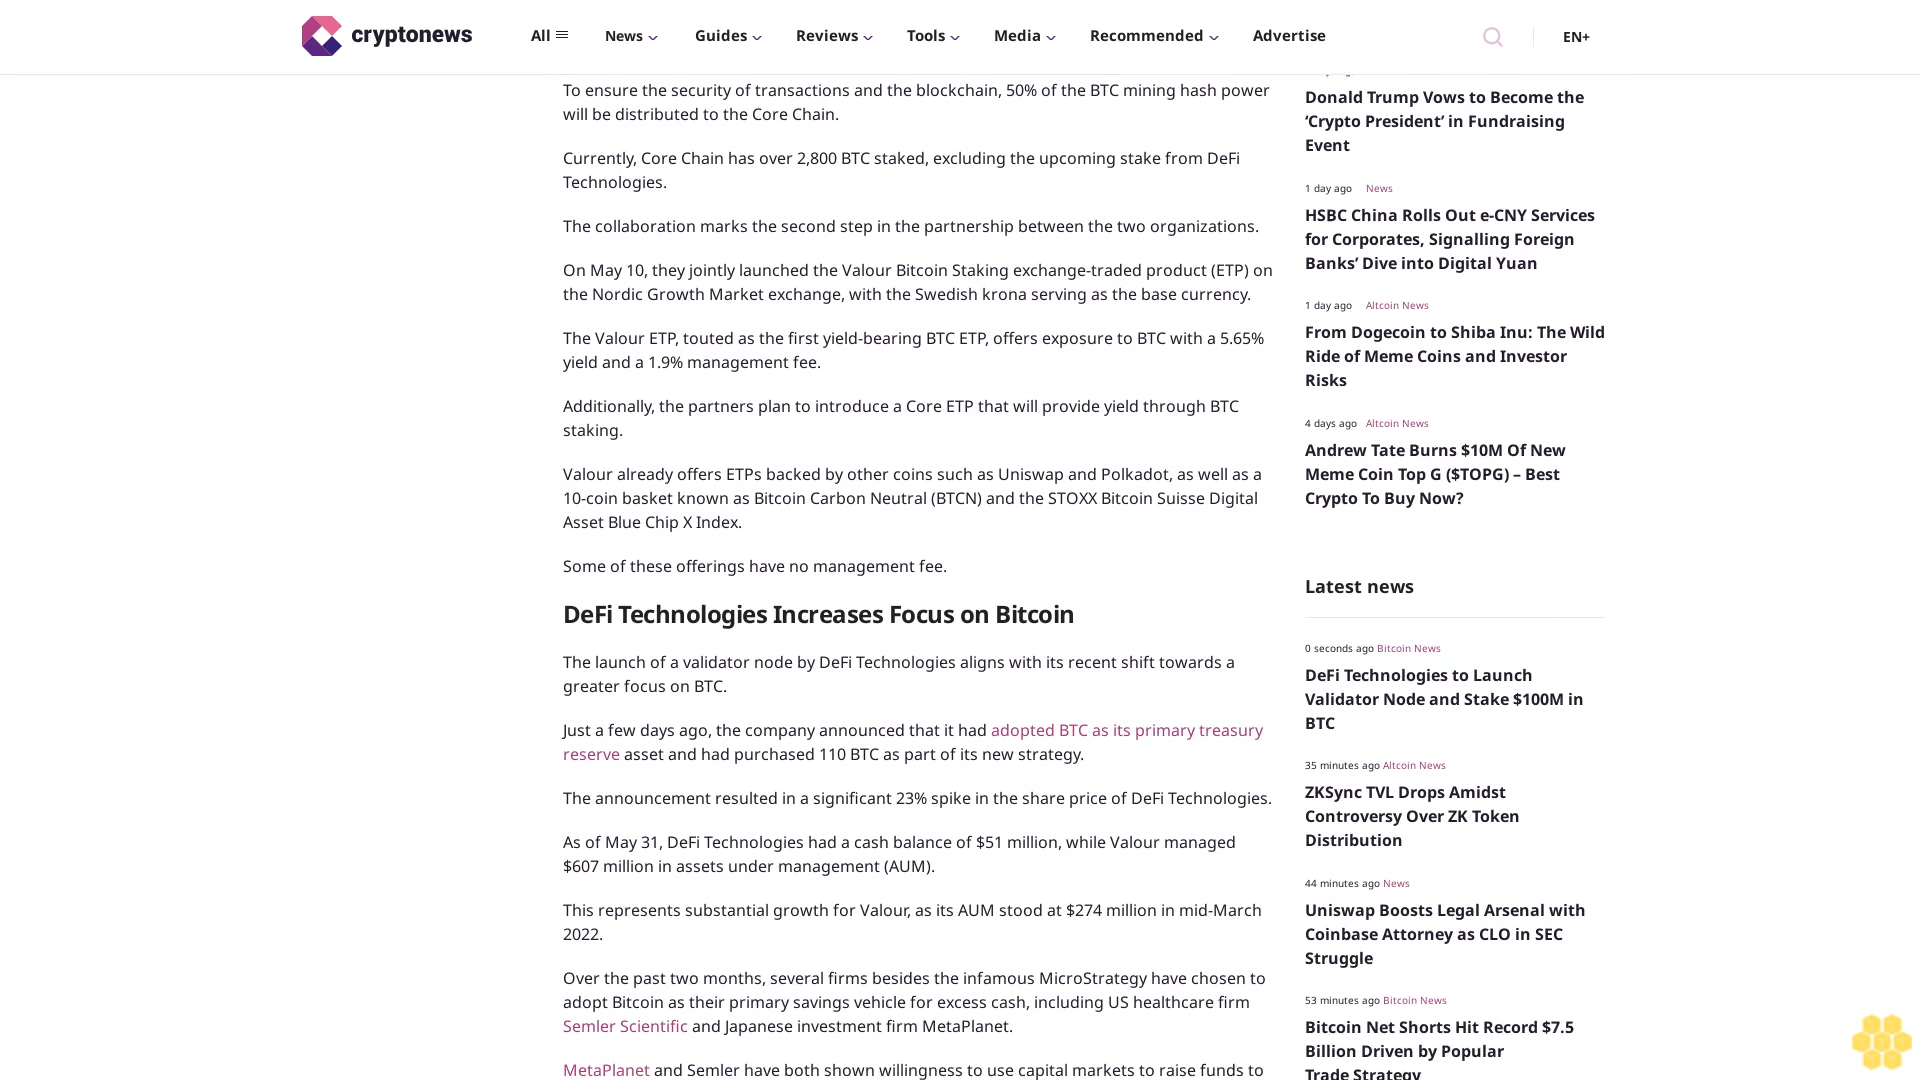 cryptonews
All
News
Guides
Reviews
Tools
Media
Recommended
Advertise
EN+
To ensure the security of transactions and the blockchain, 50% of the BTC mining hash power
will be distributed to the Core Chain.
Currently, Core Chain has over 2,800 BTC staked, excluding the upcoming stake from DeFi
Technologies.
The collaboration marks the second step in the partnership between the two organizations.
On May 10, they jointly launched the Valour Bitcoin Staking exchange-traded product (ETP) on
the Nordic Growth Market exchange, with the Swedish krona serving as the base currency.
The Valour ETP, touted as the first yield-bearing BTC ETP, offers exposure to BTC with a 5.65%
yield and a 1.9% management fee.
Additionally, the partners plan to introduce a Core ETP that will provide yield through BTC
staking.
Valour already offers ETPs backed by other coins such as Uniswap and Polkadot, as well as a
10-coin basket known as Bitcoin Carbon Neutral (BTCN) and the STOXX Bitcoin Suisse Digital
Asset Blue Chip X Index.
Some of these offerings have no management fee.
DeFi Technologies Increases Focus on Bitcoin
The launch of a validator node by DeFi Technologies aligns with its recent shift towards a
greater focus on BTC.
Just a few days ago, the company announced that it had adopted BTC as its primary treasury
reserve asset and had purchased 110 BTC as part of its new strategy.
The announcement resulted in a significant 23% spike in the share price of DeFi Technologies.
As of May 31, DeFi Technologies had a cash balance of $51 million, while Valour managed
$607 million in assets under management (AUM).
This represents substantial growth for Valour, as its AUM stood at $274 million in mid-March
2022.
Over the past two months, several firms besides the infamous MicroStrategy have chosen to
adopt Bitcoin as their primary savings vehicle for excess cash, including US healthcare firm
Semler Scientific and Japanese investment firm MetaPlanet.
MetaPlanet and Semler have both shown willingness to use capital markets to raise funds to
Donald Trump Vows to Become the
‘Crypto President’ in Fundraising
Event
1 day ago News
HSBC China Rolls Out e-CNY Services
for Corporates, Signalling Foreign
Banks’ Dive into Digital Yuan
1 day ago Altcoin News
From Dogecoin to Shiba Inu: The Wild
Ride of Meme Coins and Investor
Risks
4 days ago Altcoin News
Andrew Tate Burns $10M Of New
Meme Coin Top G ($TOPG) – Best
Crypto To Buy Now?
Latest news
0 seconds ago Bitcoin News
DeFi Technologies to Launch
Validator Node and Stake $100M in
BTC
35 minutes ago Altcoin News
ZKSync TVL Drops Amidst
Controversy Over ZK Token
Distribution
44 minutes ago News
Uniswap Boosts Legal Arsenal with
Coinbase Attorney as CLO in SEC
Struggle
53 minutes ago Bitcoin News
Bitcoin Net Shorts Hit Record $7.5
Billion Driven by Popular
Trade Strategy